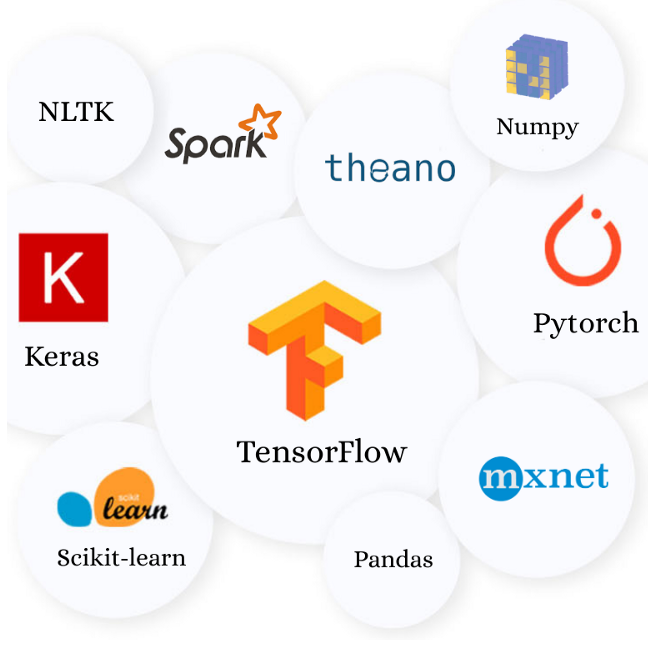 NLTK
Spark
theano
Numpy
K
Keras
Pytorch
TensorFlow
mxnet
scikit
learn
Scikit-learn
Pandas